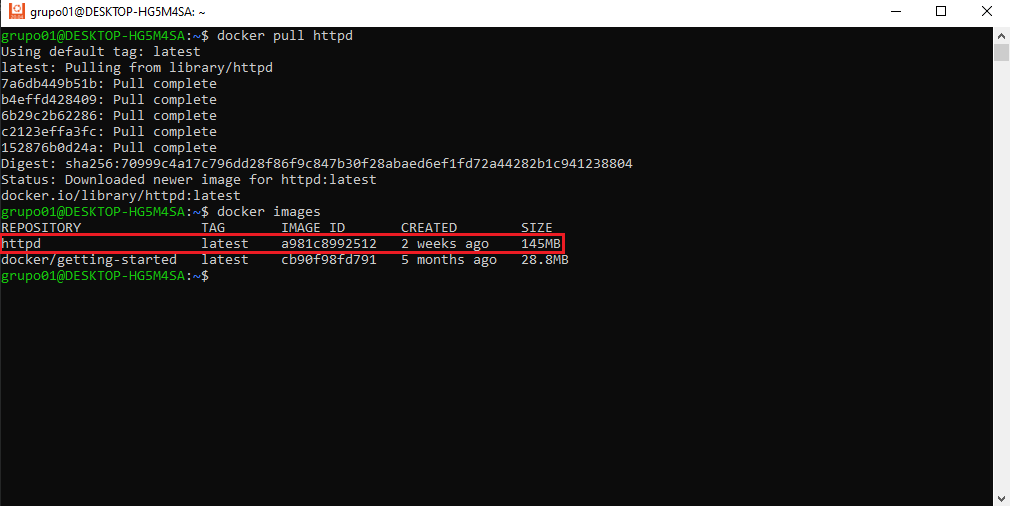 grupo01@DESKTOP-HG5M4SA: ~
grupo01@DESKTOP-HG5M4SA:~$ docker pull httpd
Using default tag: latest
latest: Pulling from library/httpd
7a6db449b51b: Pull complete
b4effd428409: Pull complete
6b29c2b62286: Pull complete
c2123effa3fc: Pull complete
152876b0d24a: Pull complete
Digest: sha256:70999c4a17c796dd28f86f9c847b30f28abaed6ef1fd72a44282b1c941238804
Status: Downloaded newer image for httpd:latest
docker.io/library/httpd:latest
grupo01@DESKTOP-HG5M4SA:~$ docker images
REPOSITORY TAG IMAGE ID CREATED SIZE
httpd latest a981c8992512 2 weeks ago 145MB
docker/getting-started latest cb90f98fd791 5 months ago 28.8MB
grupo01@DESKTOP-HG5M4SA:~$